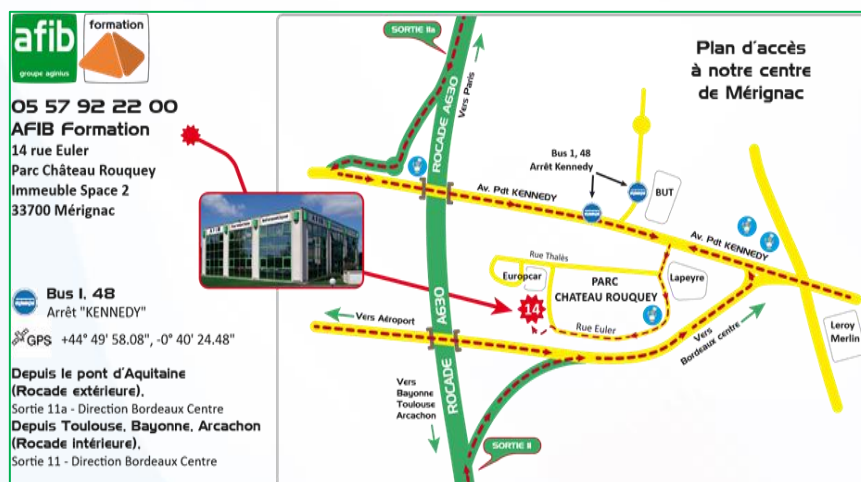 afib
groupe aginius
formation
05 57 92 22 00
AFIB Formation
14 rue Euler
Parc Château Rouquey
Immeuble Space 2
33700 Mérignac
Bus 1, 48
Arrêt "KENNEDY"
GPS +44° 49' 58.08", -0° 40' 24.48"
Depuis le pont d'Aquitaine
(Rocade extérieure),
Sortie 11a - Direction Bordeaux Centre
Depuis Toulouse, Bayonne, Arcachon
(Rocade intérieure),
Sortie 11 - Direction Bordeaux Centre
Plan d'accès
à notre centre
de Mérignac
SORTIE 11a
ROCADE A630
Vers Paris
Bus 1, 48
Arrêt Kennedy
BUT
Av. Pdt KENNEDY
Av. Pdt KENNEDY
Rue Thalès
Europcar
PARC
CHATEAU ROUQUEY
Lapeyre
14
Rue Euler
A630
Vers Aéroport
Vers
Bordeaux centre
Leroy
Merlin
ROCADE
Vers
Bayonne
Toulouse
Arcachon
SORTIE 11
AFIB